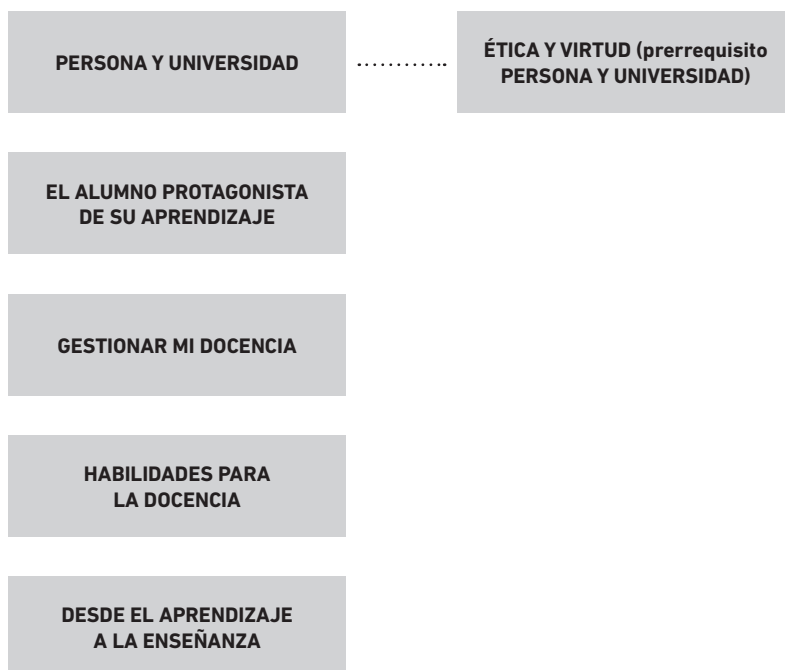 PERSONA Y UNIVERSIDAD
ÉTICA Y VIRTUD (prerrequisito
PERSONA Y UNIVERSIDAD)
EL ALUMNO PROTAGONISTA
DE SU APRENDIZAJE
GESTIONAR MI DOCENCIA
HABILIDADES PARA
LA DOCENCIA
DESDE EL APRENDIZAJE
A LA ENSEÑANZA